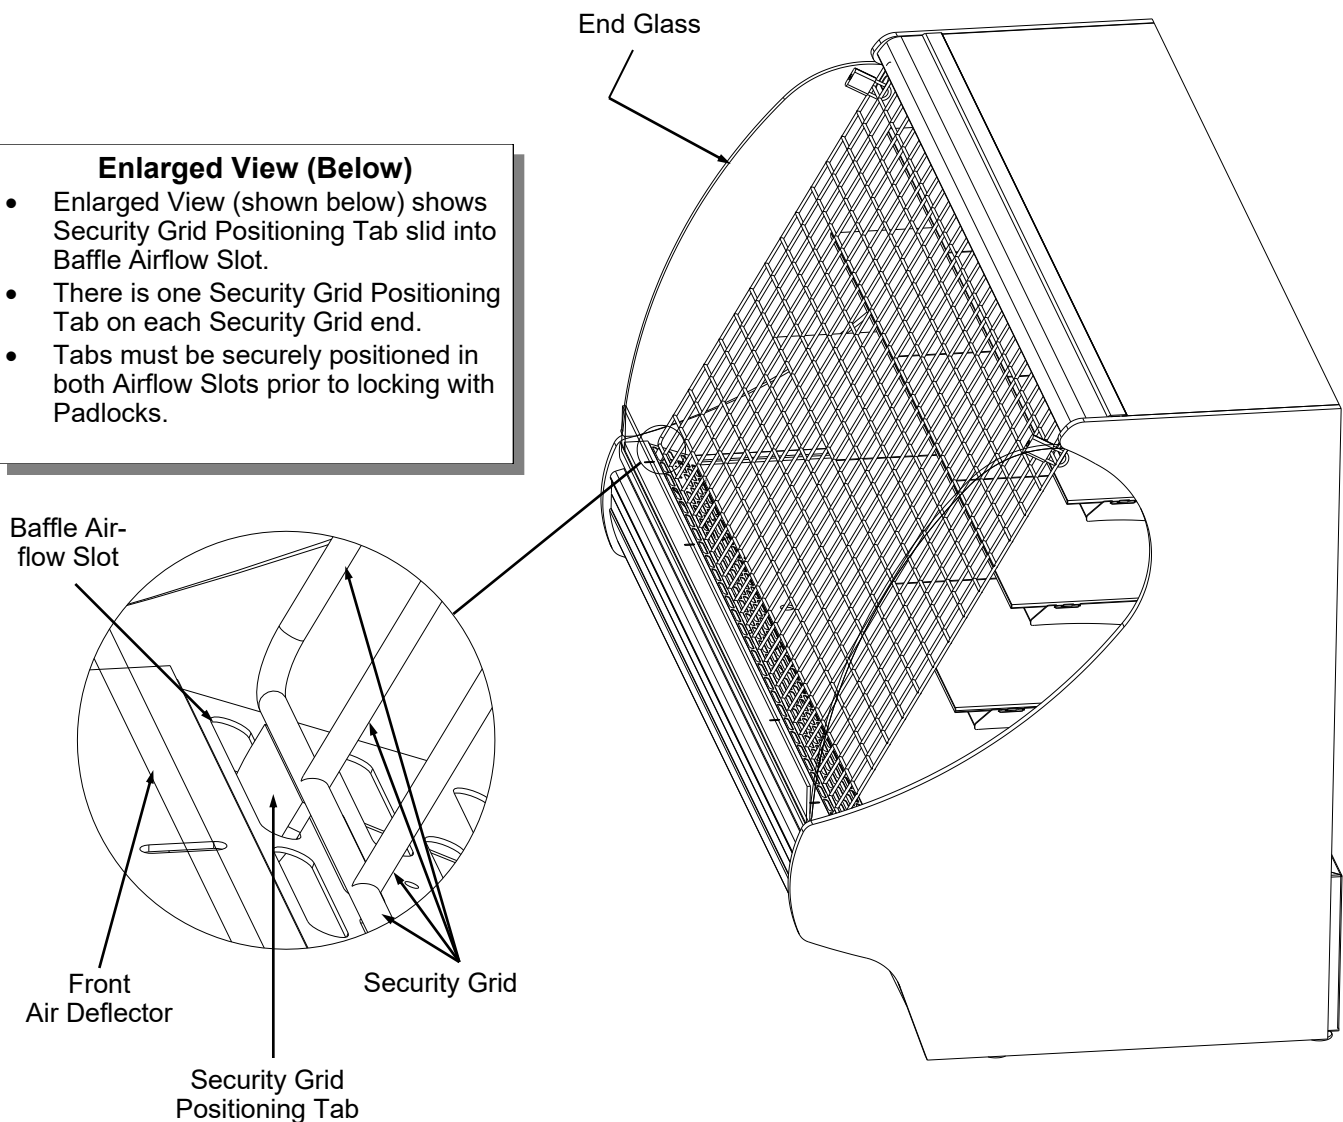 End Glass
Enlarged View (Below)
• Enlarged View (shown below) shows
Security Grid Positioning Tab slid into
Baffle Airflow Slot.
• There is one Security Grid Positioning
Tab on each Security Grid end.
• Tabs must be securely positioned in
both Airflow Slots prior to locking with
Padlocks.
Baffle Air-
flow Slot
Front
Air Deflector
Security Grid
Security Grid
Positioning Tab